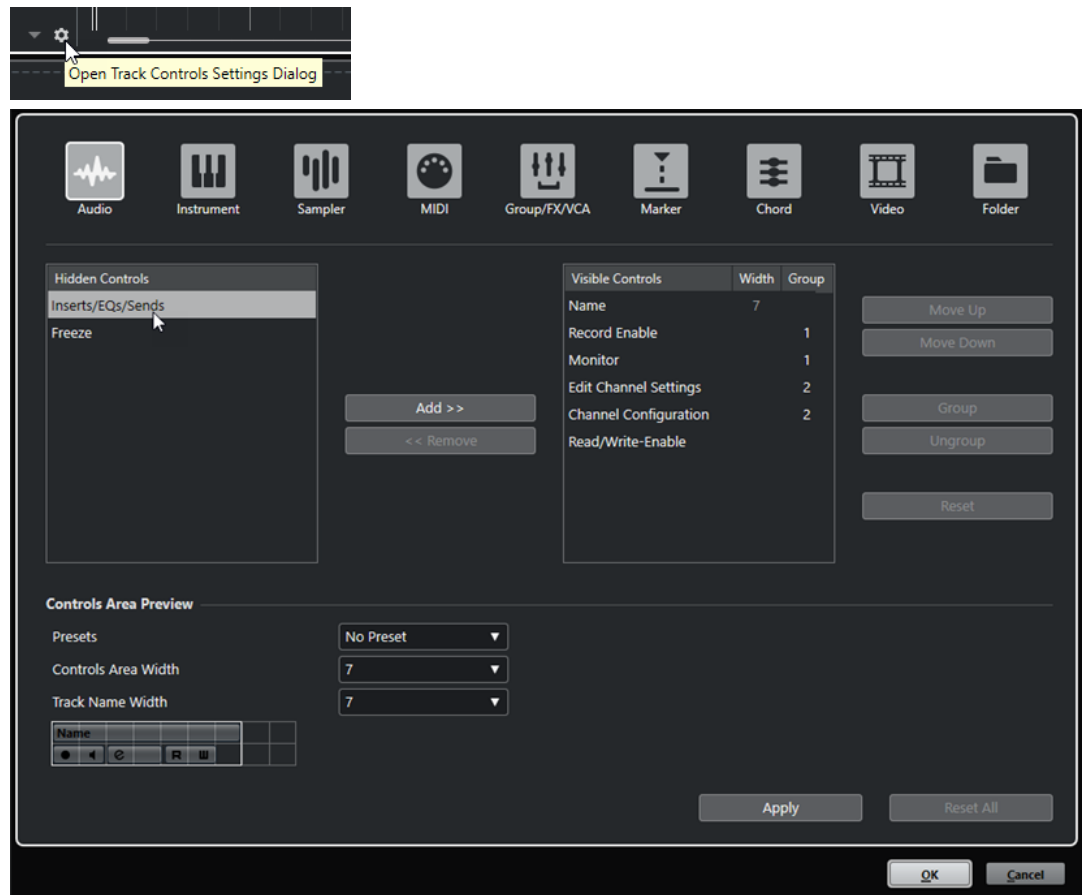 Open Track Controls Settings Dialog
Audio Instrument Sampler MIDI Group/FX/VCA Marker Chord Video Folder
Hidden Controls
Inserts/EQs/Sends
Freeze
Add >>
<< Remove
Visible Controls Width Group
Name 7
Record Enable 1
Monitor 1
Edit Channel Settings 2
Channel Configuration 2
Read/Write-Enable
Move Up
Move Down
Group
Ungroup
Reset
Controls Area Preview
Presets No Preset
Controls Area Width 7
Track Name Width 7
Name
e R W
Apply Reset All
OK Cancel